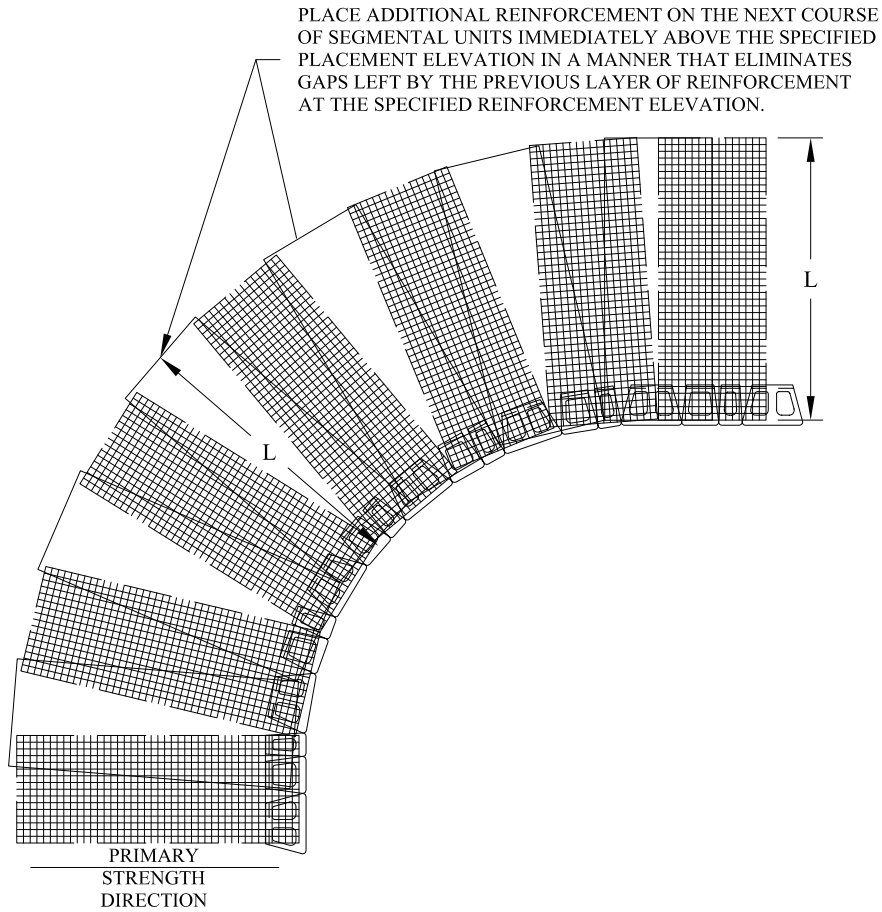 PLACE ADDITIONAL REINFORCEMENT ON THE NEXT COURSE
OF SEGMENTAL UNITS IMMEDIATELY ABOVE THE SPECIFIED
PLACEMENT ELEVATION IN A MANNER THAT ELIMINATES
GAPS LEFT BY THE PREVIOUS LAYER OF REINFORCEMENT
AT THE SPECIFIED REINFORCEMENT ELEVATION.
L
L
PRIMARY
STRENGTH
DIRECTION